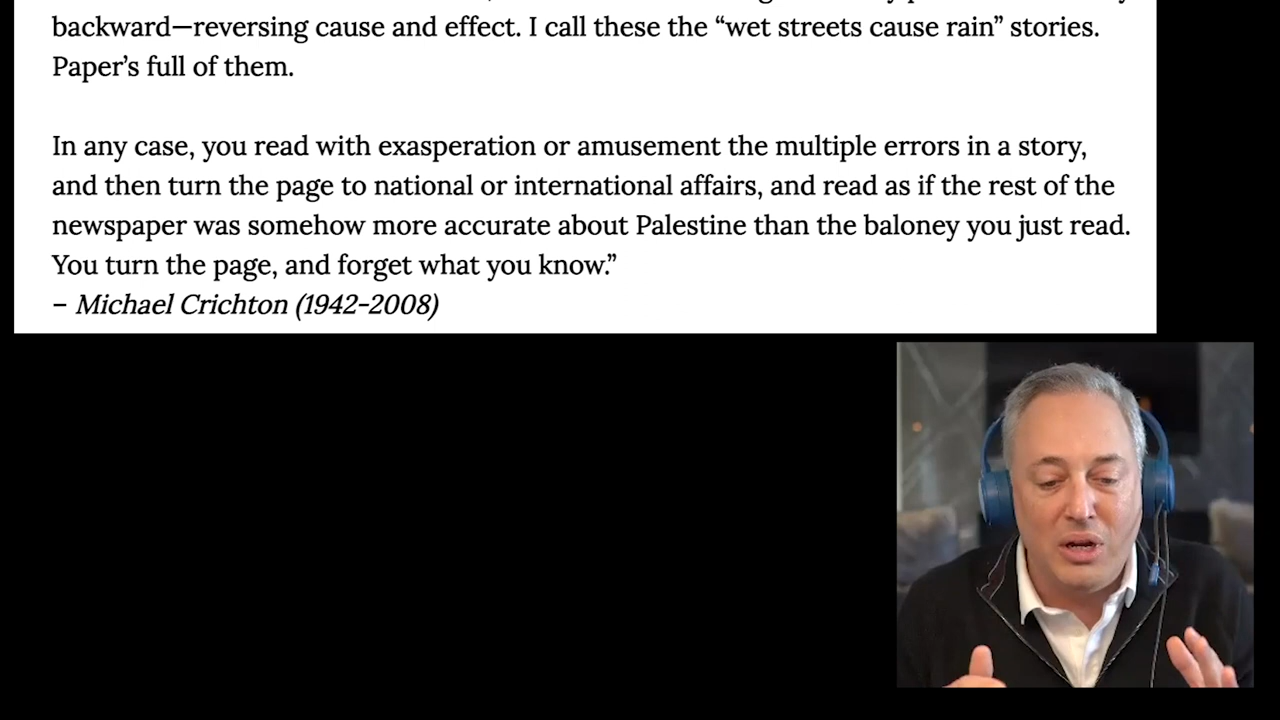 backward—reversing cause and effect. I call these the “wet streets cause rain” stories.
Paper’s full of them.
In any case, you read with exasperation or amusement the multiple errors in a story,
and then turn the page to national or international affairs, and read as if the rest of the
newspaper was somehow more accurate about Palestine than the baloney you just read.
You turn the page, and forget what you know.”
– Michael Crichton (1942-2008)